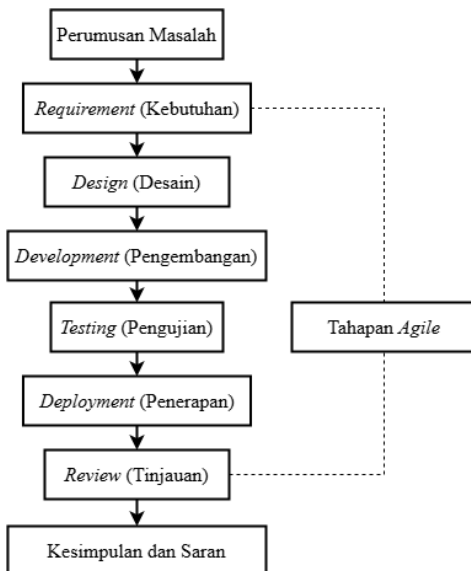 Perumusan Masalah
Requirement (Kebutuhan)
Design (Desain)
Development (Pengembangan)
Testing (Pengujian)
Tahapan Agile
Deployment (Penerapan)
Review (Tinjauan)
Kesimpulan dan Saran